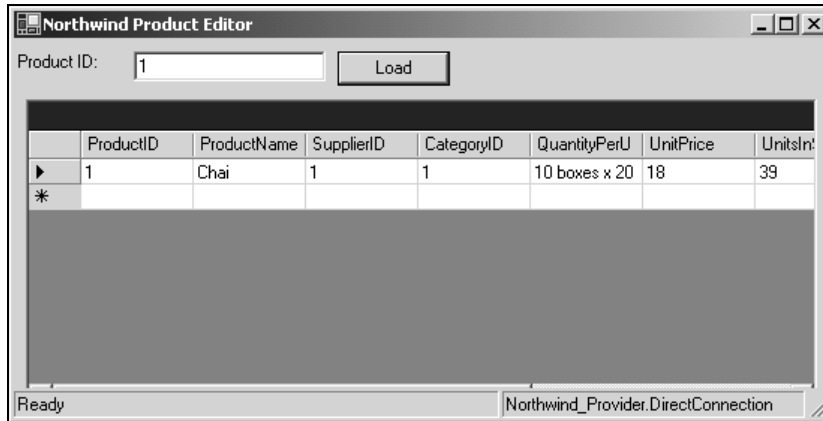 Northwind Product Editor
Product ID: 1 Load
ProductID ProductName SupplierID CategoryID QuantityPerU UnitPrice UnitsIn
1 Chai 1 1 10 boxes x 20 18 39
Ready Northwind_Provider.DirectConnection